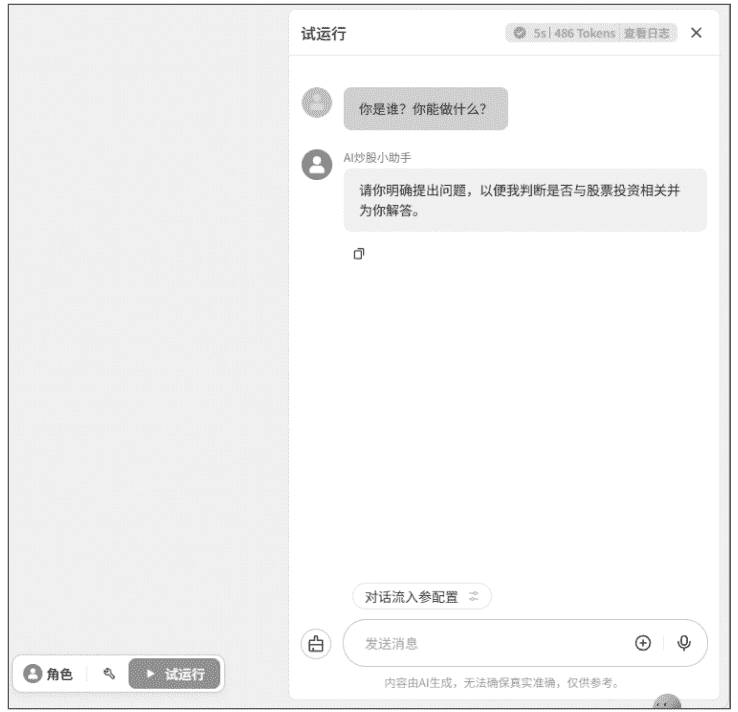 试运行
5s | 486 Tokens | 查看日志
你是谁？你能做什么？
AI炒股小助手
请你明确提出问题，以便我判断是否与股票投资相关并
为你解答。
对话流入参配置
发送消息
角色
试运行
内容由AI生成，无法确保真实准确，仅供参考。